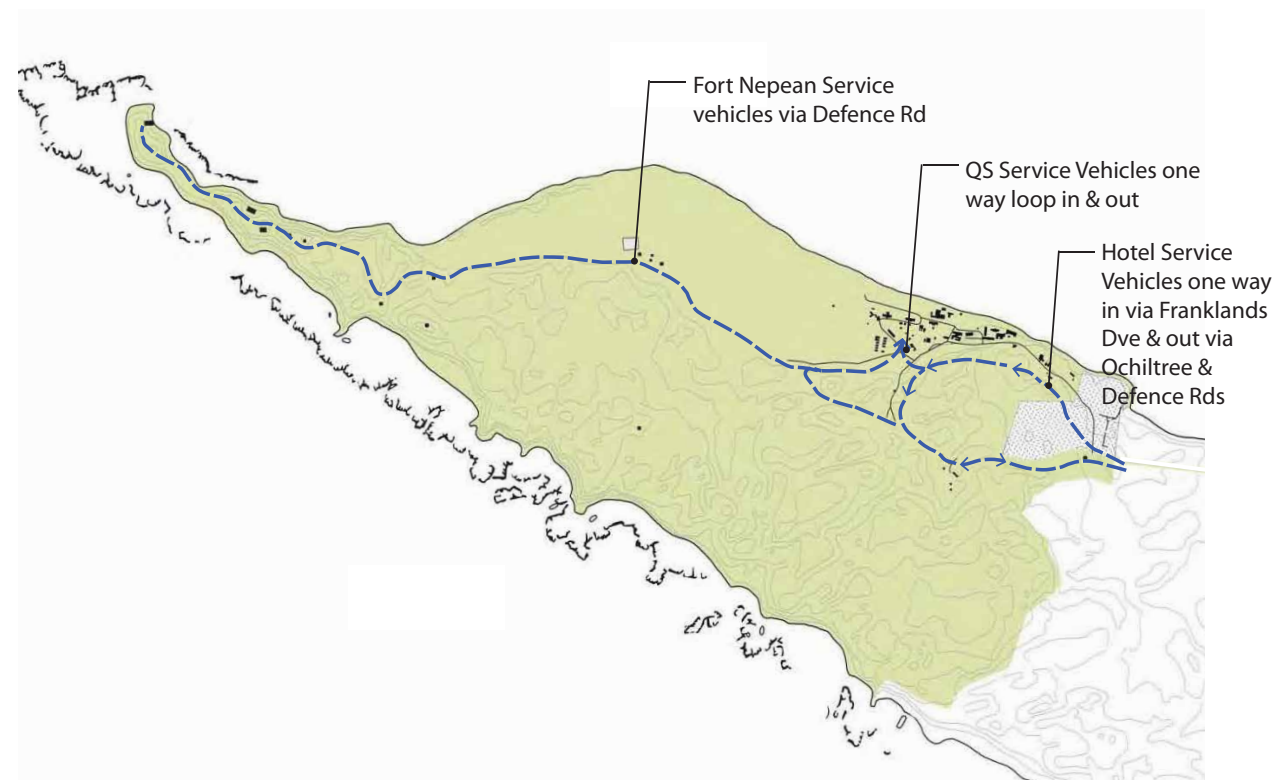 Fort Nepean Service
vehicles via Defence Rd
QS Service Vehicles one
way loop in & out
Hotel Service
Vehicles one way
in via Franklands
Dve & out via
Ochiltree &
Defence Rds